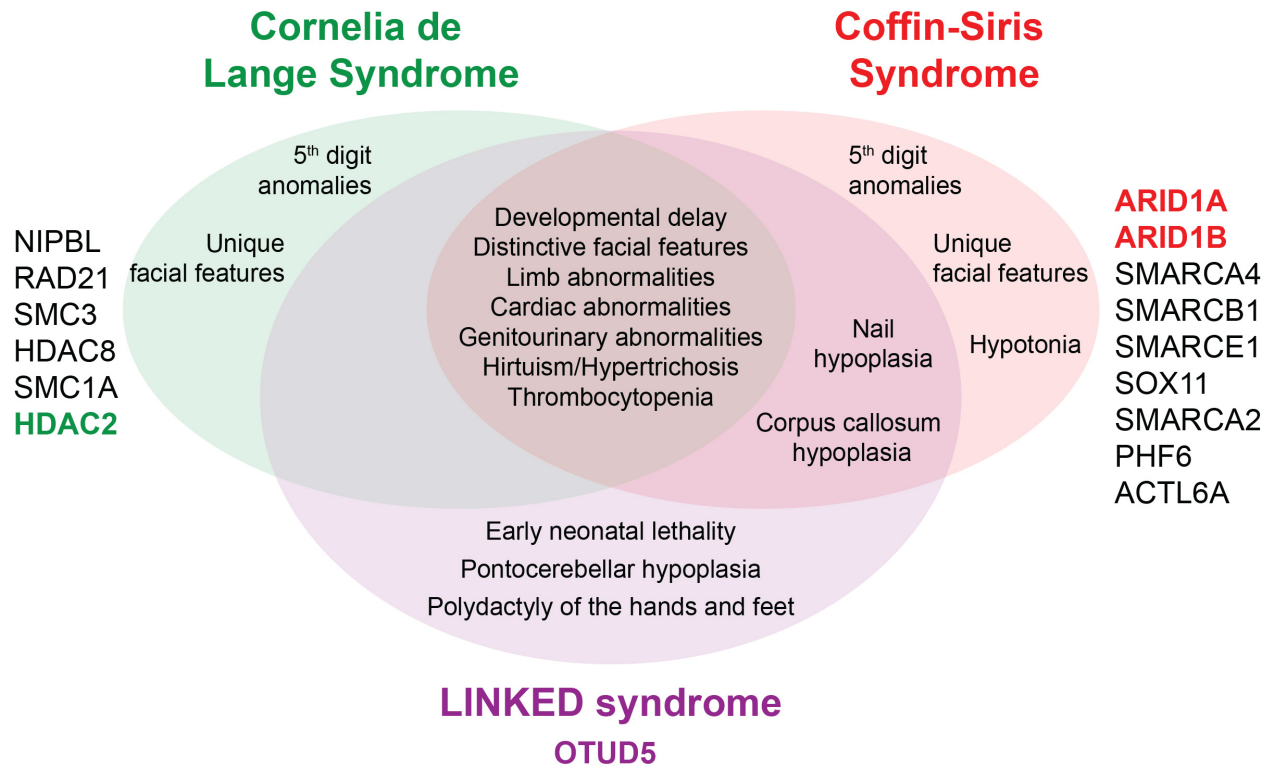 Cornelia de
Lange Syndrome
Coffin-Siris
Syndrome
5th digit
anomalies
Unique
facial features
NIPBL
RAD21
SMC3
HDAC8
SMC1A
HDAC2
Developmental delay
Distinctive facial features
Limb abnormalities
Cardiac abnormalities
Genitourinary abnormalities
Hirtuism/Hypertrichosis
Thrombocytopenia
5th digit
anomalies
Unique
facial features
Hypotonia
Nail
hypoplasia
Corpus callosum
hypoplasia
ARID1A
ARID1B
SMARCA4
SMARCB1
SMARCE1
SOX11
SMARCA2
PHF6
ACTL6A
Early neonatal lethality
Pontocerebellar hypoplasia
Polydactyly of the hands and feet
LINKED syndrome
OTUD5